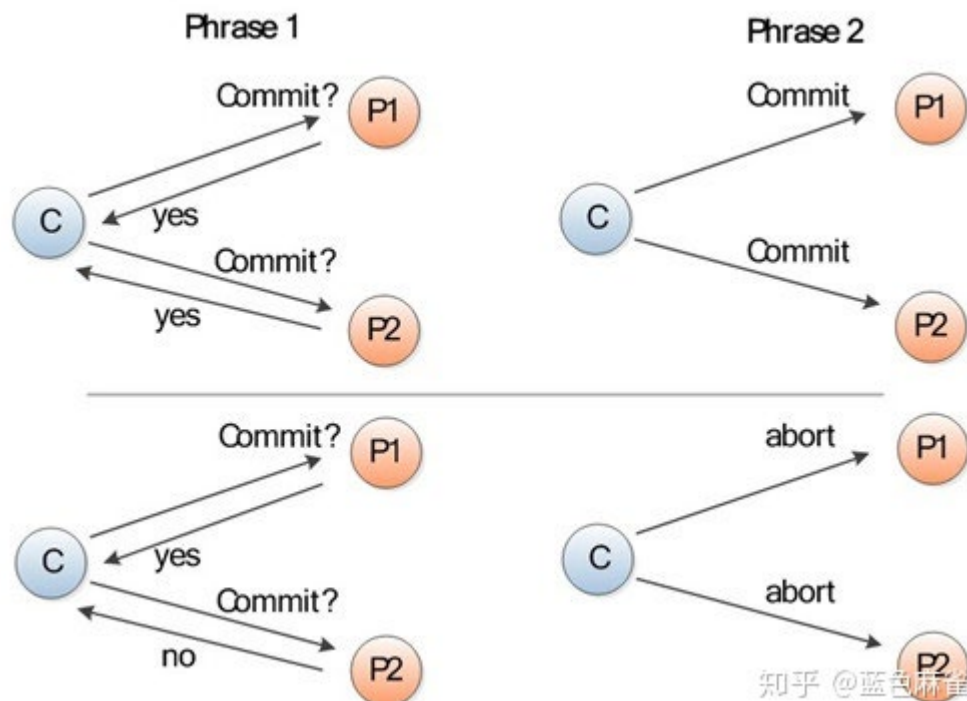 Phrase 1
Phrase 2
Commit?
P1
Commit
P1
C
yes
C
Commit?
Commit
yes
P2
P2
Commit?
P1
abort
P1
C
yes
C
Commit?
abort
no
P2
P2
知乎 @蓝色麻雀